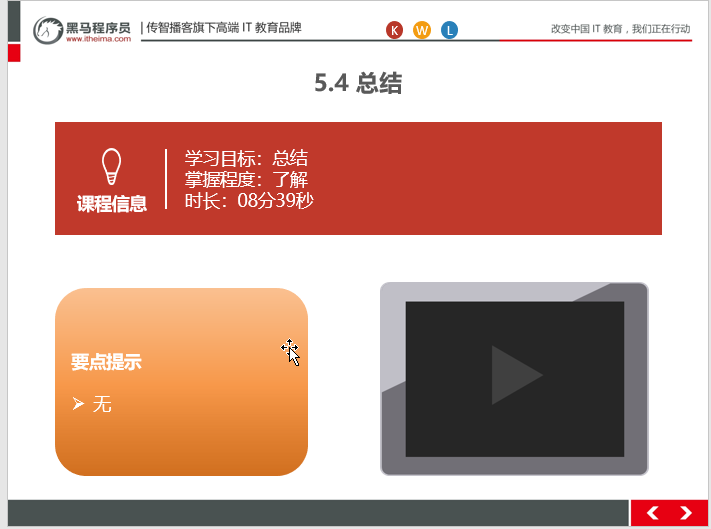 黑马程序员
www.itheima.com
传智播客旗下高端 IT 教育品牌
K W L
改变中国 IT 教育，我们正在行动
5.4 总结
课程信息
学习目标：总结
掌握程度：了解
时长：08分39秒
要点提示
➢ 无